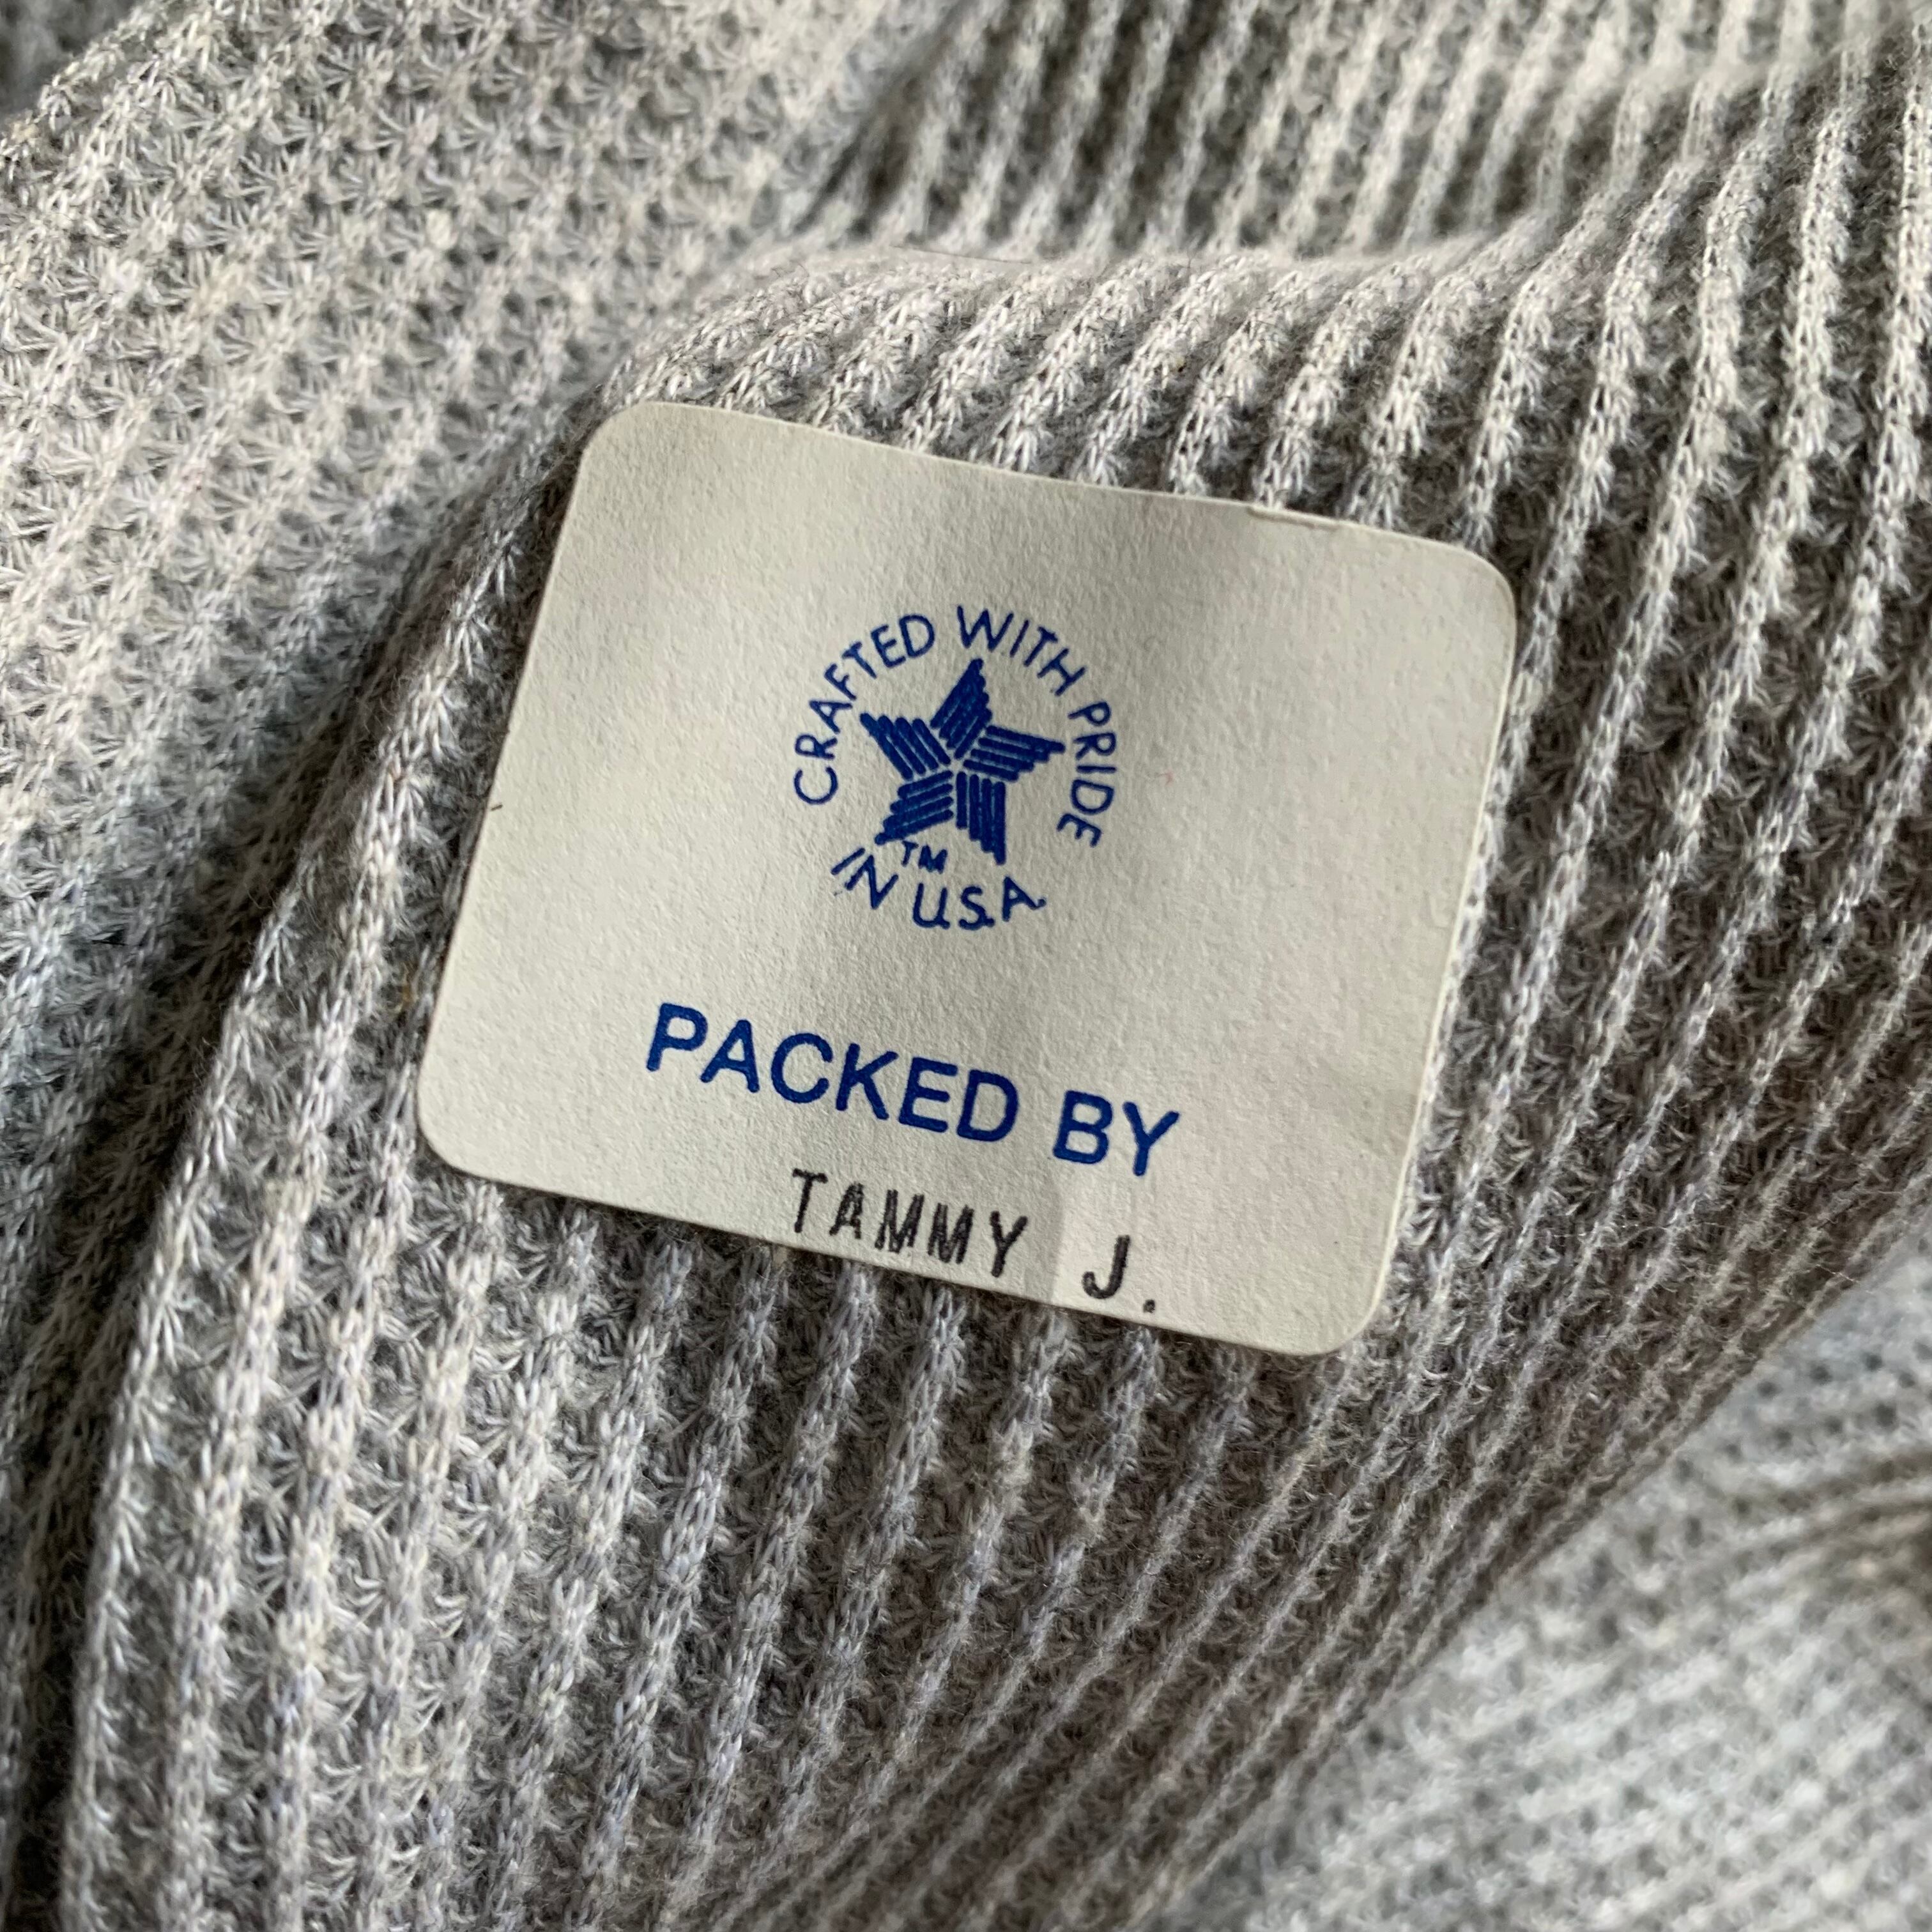 CRAFTED WITH PRIDE
TM
IN U.S.A.
PACKED BY
TAMMY J.